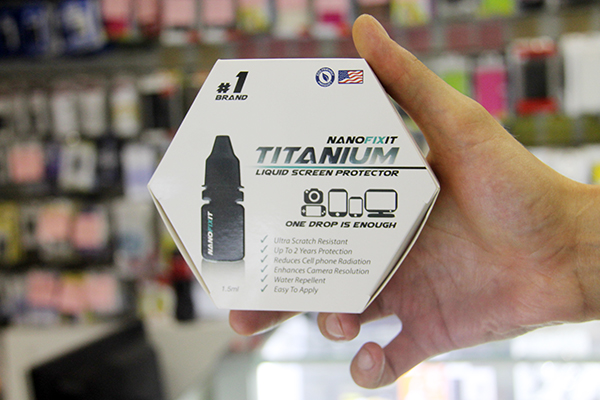 #1
BRAND
NANOFIXIT
TITANIUM
LIQUID SCREEN PROTECTOR
ONE DROP IS ENOUGH
NANOFIXIT
Ultra Scratch Resistant
Up To 2 Years Protection
Reduces Cell phone Radiation
Enhances Camera Resolution
Water Repellent
Easy To Apply
1.5ml